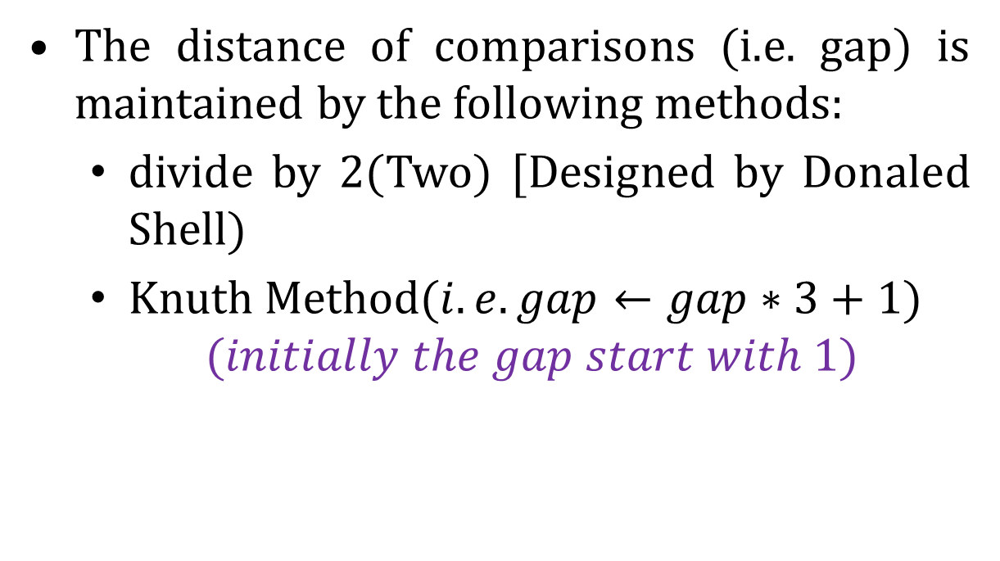 • The distance of comparisons (i.e. gap) is
maintained by the following methods:
• divide by 2(Two) [Designed by Donaled
Shell)
• Knuth Method(i.e. gap ← gap ∗ 3 + 1)
(initially the gap start with 1)